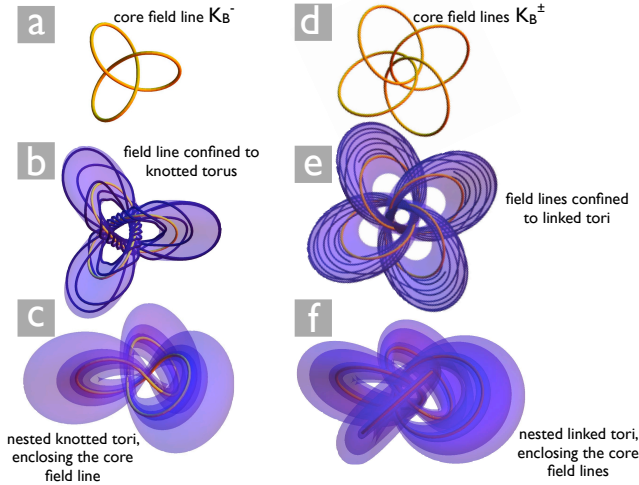 a
core field line K_B^-
d
core field lines K_B^±
b
field line confined to
knotted torus
e
field lines confined
to linked tori
c
nested knotted tori,
enclosing the core
field line
f
nested linked tori,
enclosing the core
field lines